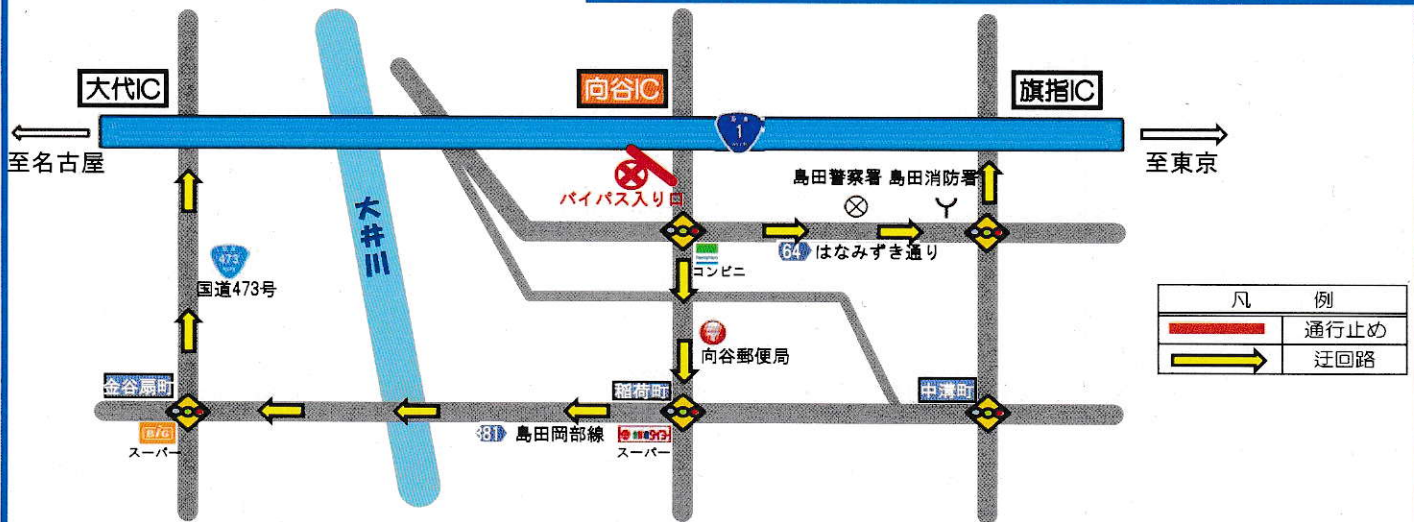 大代IC
向谷IC
旗指IC
1
至名古屋
至東京
バイパス入り口
島田警察署 島田消防署
64 はなみずき通り
コンビニ
大井川
473
国道473号
向谷郵便局
凡 例
通行止め
迂回路
金谷扇町
稲荷町
中溝町
BiG
スーパー
81 島田岡部線
スーパー